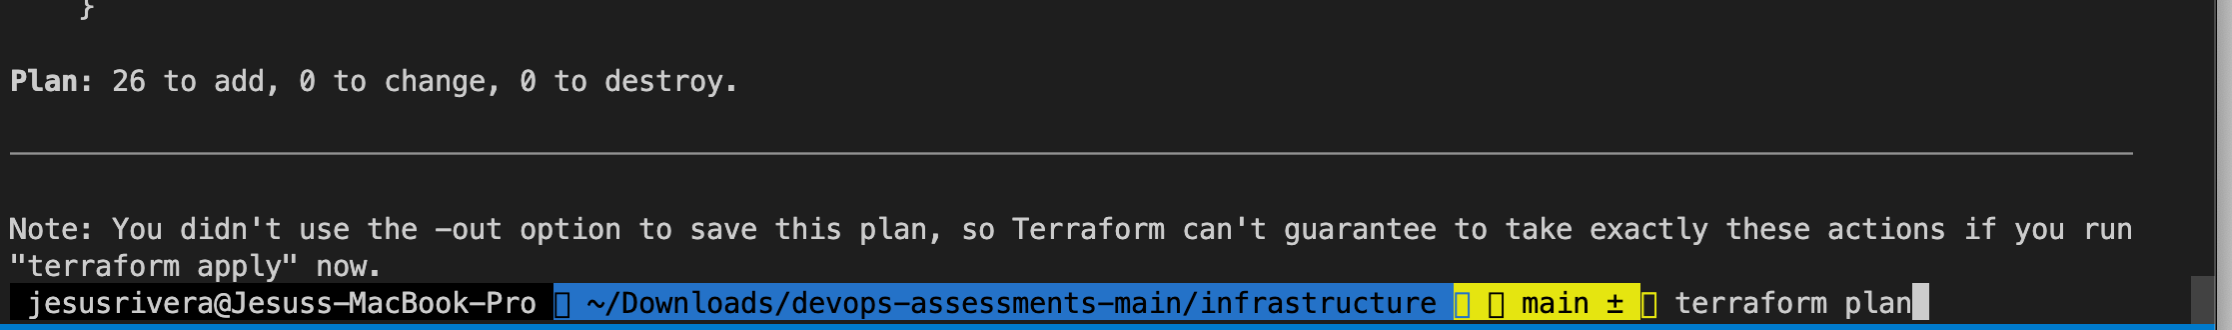 }
Plan: 26 to add, 0 to change, 0 to destroy.
Note: You didn't use the -out option to save this plan, so Terraform can't guarantee to take exactly these actions if you run
"terraform apply" now.
jesusrivera@Jesuss-MacBook-Pro ~/Downloads/devops-assessments-main/infrastructure main ± terraform plan